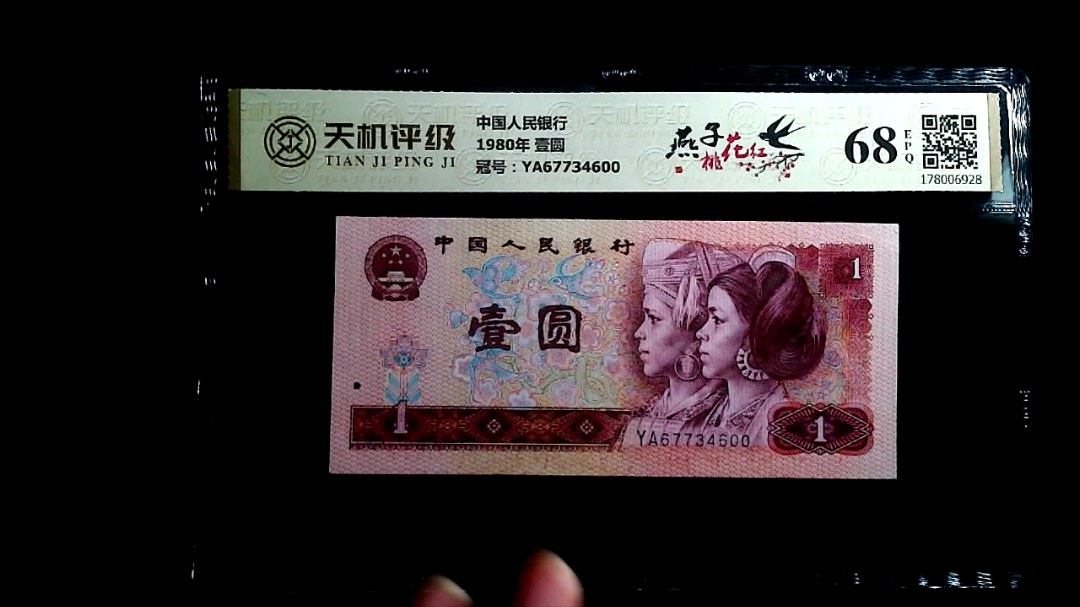 天机评级
TIAN JI PING JI
中国人民银行
1980年 壹圆
冠号：YA67734600
燕子
桃花红
68
EPQ
178006928
中国人民银行
1
壹圆
1
YA67734600
1